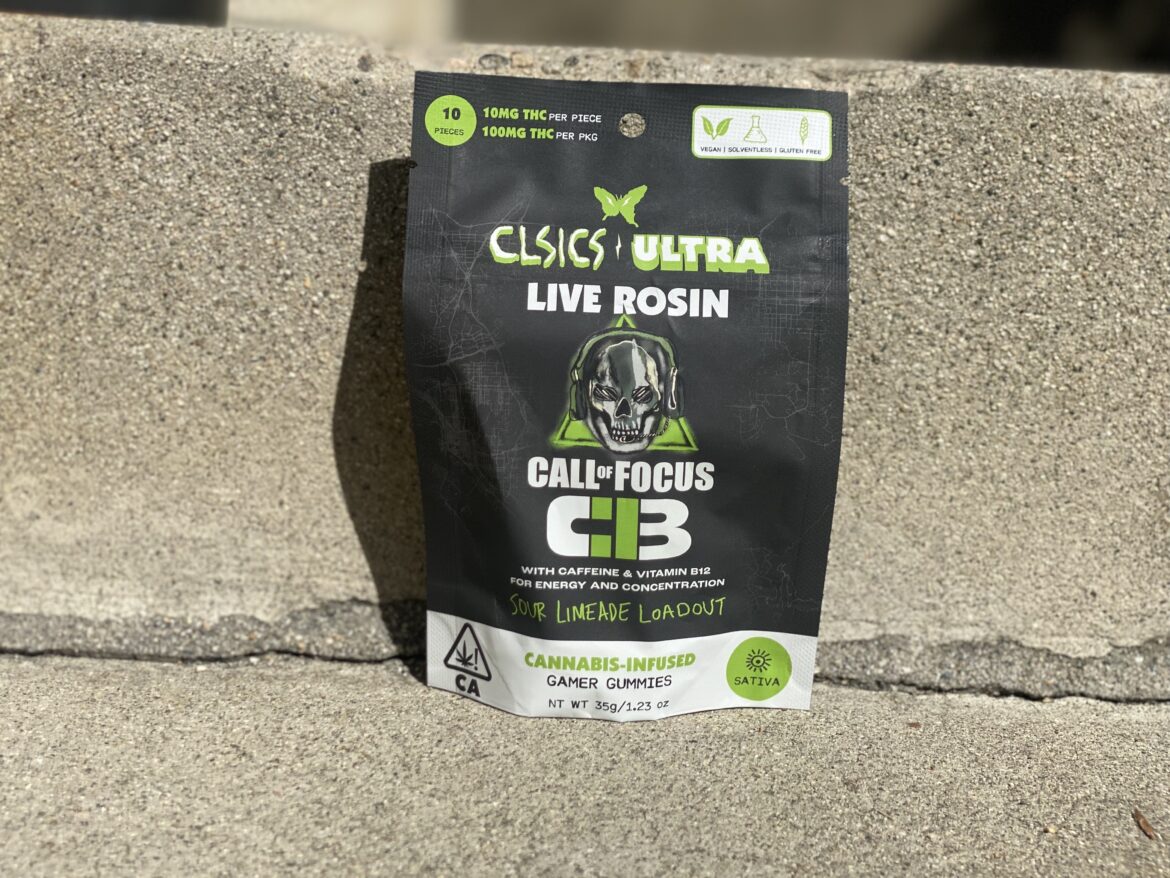 10
PIECES
10MG THC PER PIECE
100MG THC PER PKG
VEGAN | SOLVENTLESS | GLUTEN FREE
CLSICS ULTRA
LIVE ROSIN
CALL OF FOCUS
WITH CAFFEINE & VITAMIN B12
FOR ENERGY AND CONCENTRATION
SOUR LIMEADE LOADOUT
CA
CANNABIS-INFUSED
GAMER GUMMIES
NT WT 35g/1.23 oz
SATIVA